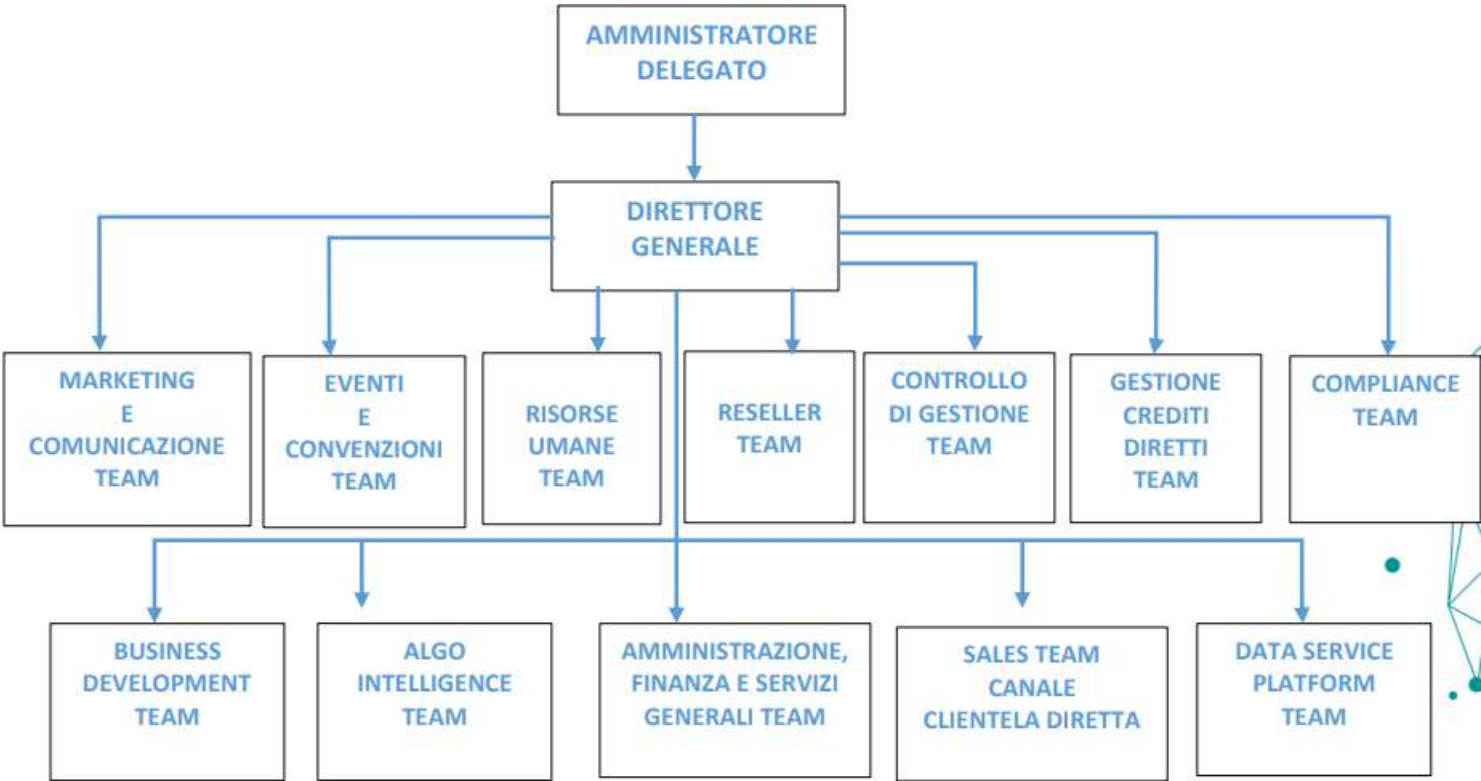 AMMINISTRATORE
DELEGATO
DIRETTORE
GENERALE
MARKETING
E
COMUNICAZIONE
TEAM
EVENTI
E
CONVENZIONI
TEAM
RISORSE
UMANE
TEAM
RESELLER
TEAM
CONTROLLO
DI GESTIONE
TEAM
GESTIONE
CREDITI
DIRETTI
TEAM
COMPLIANCE
TEAM
BUSINESS
DEVELOPMENT
TEAM
ALGO
INTELLIGENCE
TEAM
AMMINISTRAZIONE,
FINANZA E SERVIZI
GENERALI TEAM
SALES TEAM
CANALE
CLIENTELA DIRETTA
DATA SERVICE
PLATFORM
TEAM